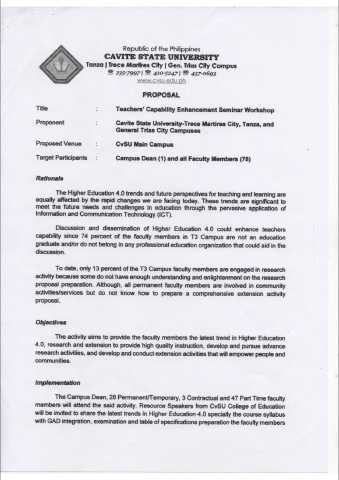 Republic of the Philippines
CAVITE STATE UNIVERSITY
Tanza | Trece Martires City | Gen. Trias City Campus
☎ 235-7997 | ☎ 410-5247 | ☎ 437-0693
www.cvsu.edu.ph
PROPOSAL
Title : Teachers' Capability Enhancement Seminar Workshop
Proponent : Cavite State University-Trece Martires City, Tanza, and
General Trias City Campuses
Proposed Venue : CvSU Main Campus
Target Participants : Campus Dean (1) and all Faculty Members (78)
Rationale
The Higher Education 4.0 trends and future perspectives for teaching and learning are
equally affected by the rapid changes we are facing today. These trends are significant to
meet the future needs and challenges in education through the pervasive application of
Information and Communication Technology (ICT).
Discussion and dissemination of Higher Education 4.0 could enhance teachers
capability since 74 percent of the faculty members in T3 Campus are not an education
graduate and/or do not belong in any professional education organization that could aid in the
discussion.
To date, only 13 percent of the T3 Campus faculty members are engaged in research
activity because some do not have enough understanding and enlightonment on the research
proposal preparation. Although, all permanent faculty members are involved in community
activities/services but do not know how to prepare a comprehensive extension activity
proposal.
Objectives
The activity aims to provide the faculty members the latest trend in Higher Education
4.0, research and extension to provide high quality instruction, develop and pursue advance
research activities, and develop and conduct extension activities that will empower people and
communities.
Implementation
The Campus Dean, 28 Permanent/Temporary, 3 Contractual and 47 Part Time faculty
members will attend the said activity. Resource Speakers from CvSU College of Education
will be invited to share the latest trends in Higher Education 4.0 specially the course syllabus
with GAD integration, examination and table of specifications preparation the faculty members